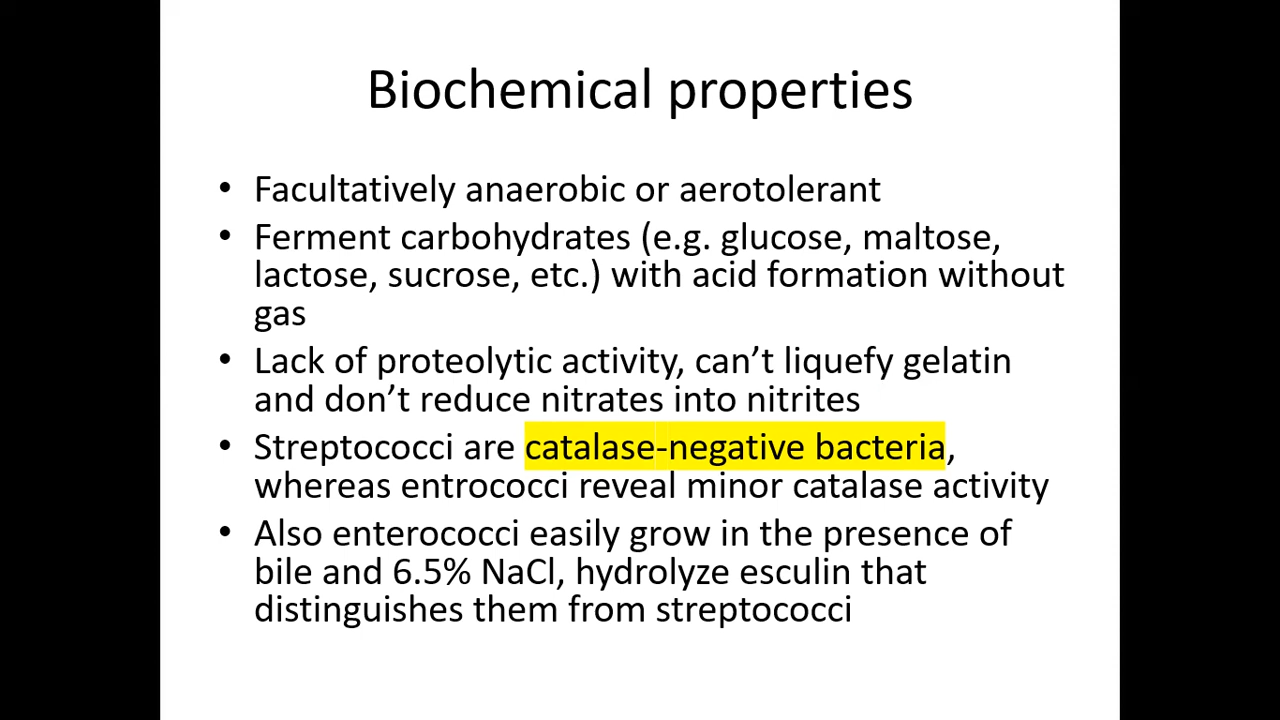 Biochemical properties
• Facultatively anaerobic or aerotolerant
• Ferment carbohydrates (e.g. glucose, maltose,
lactose, sucrose, etc.) with acid formation without
gas
• Lack of proteolytic activity, can’t liquefy gelatin
and don’t reduce nitrates into nitrites
• Streptococci are catalase-negative bacteria,
whereas entrococci reveal minor catalase activity
• Also enterococci easily grow in the presence of
bile and 6.5% NaCl, hydrolyze esculin that
distinguishes them from streptococci